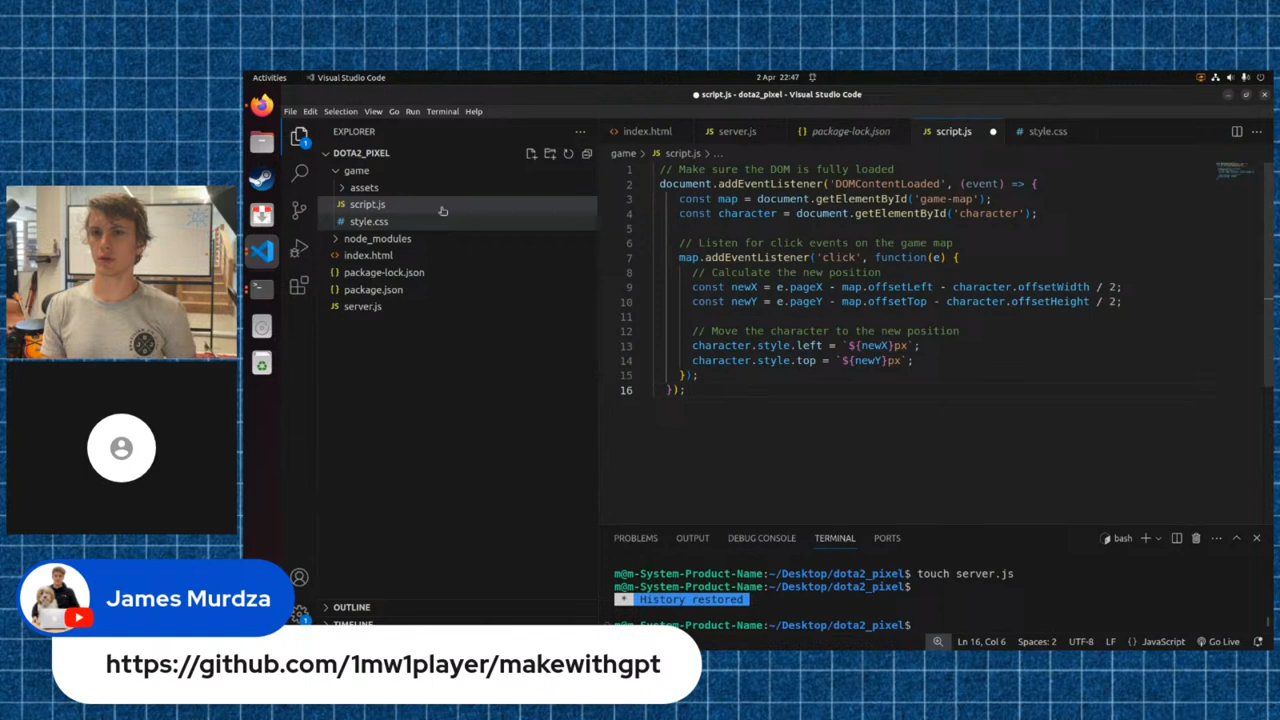 Activities
Visual Studio Code
2 Apr 22:47
script.js - dota2_pixel - Visual Studio Code
File Edit Selection View Go Run Terminal Help
EXPLORER
DOTA2_PIXEL
game
assets
JS script.js
# style.css
node_modules
<> index.html
{} package-lock.json
{} package.json
JS server.js
OUTLINE
<> index.html
JS server.js
{} package-lock.json
JS script.js
# style.css
game > JS script.js > ...
1 // Make sure the DOM is fully loaded
2 document.addEventListener('DOMContentLoaded', (event) => {
3 const map = document.getElementById('game-map');
4 const character = document.getElementById('character');
5
6 // Listen for click events on the game map
7 map.addEventListener('click', function(e) {
8 // Calculate the new position
9 const newX = e.pageX - map.offsetLeft - character.offsetWidth / 2;
10 const newY = e.pageY - map.offsetTop - character.offsetHeight / 2;
11
12 // Move the character to the new position
13 character.style.left = `${newX}px`;
14 character.style.top = `${newY}px`;
15 });
16 });
PROBLEMS OUTPUT DEBUG CONSOLE TERMINAL PORTS
bash
m@m-System-Product-Name:~/Desktop/dota2_pixel$ touch server.js
m@m-System-Product-Name:~/Desktop/dota2_pixel$
* History restored
m@m-System-Product-Name:~/Desktop/dota2_pixel$
Ln 16, Col 6 Spaces: 2 UTF-8 LF {} JavaScript Go Live
James Murdza
https://github.com/1mw1player/makewithgpt